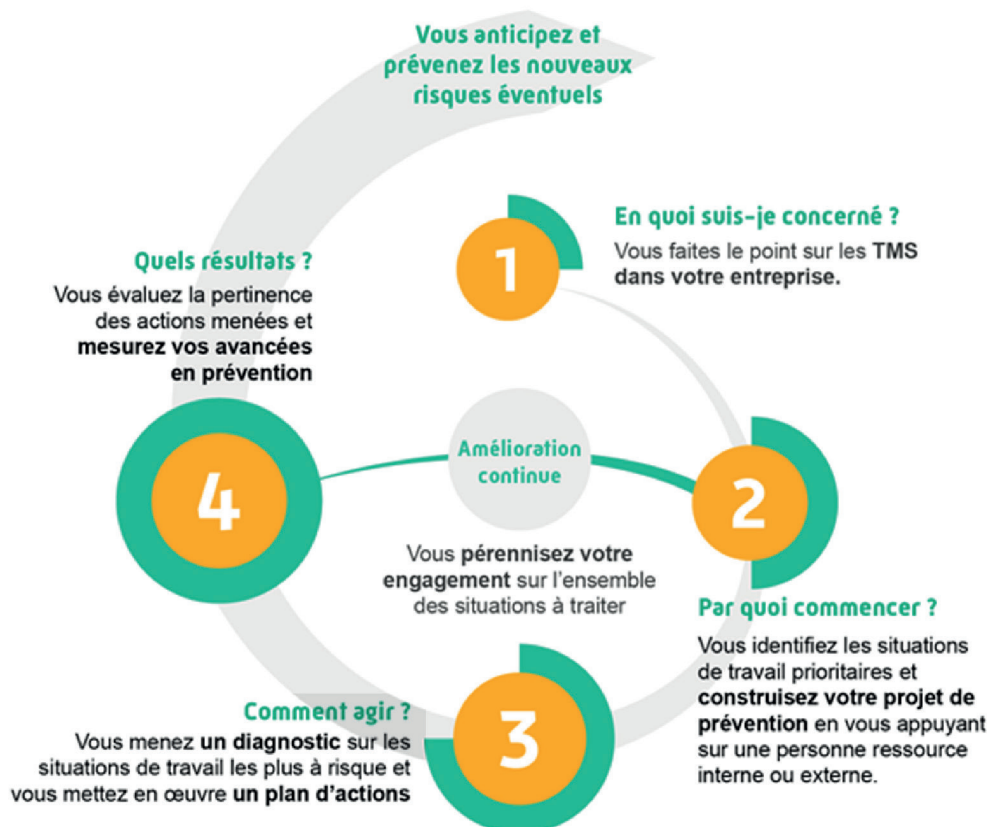 Vous anticipez et
prévenez les nouveaux
risques éventuels
1
En quoi suis-je concerné ?
Vous faites le point sur les TMS
dans votre entreprise.
2
Par quoi commencer ?
Vous identifiez les situations
de travail prioritaires et
construisez votre projet de
prévention en vous appuyant
sur une personne ressource
interne ou externe.
3
Comment agir ?
Vous menez un diagnostic sur les
situations de travail les plus à risque et
vous mettez en œuvre un plan d’actions
4
Quels résultats ?
Vous évaluez la pertinence
des actions menées et
mesurez vos avancées
en prévention
Amélioration
continue
Vous pérennisez votre
engagement sur l’ensemble
des situations à traiter